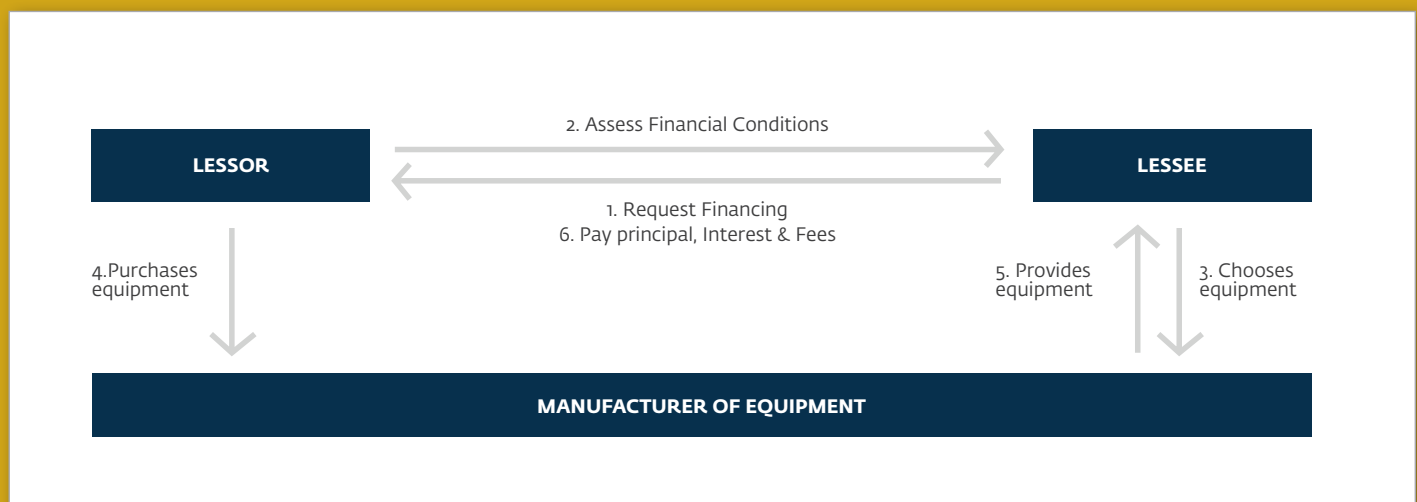 2. Assess Financial Conditions
LESSOR
LESSEE
1. Request Financing
6. Pay principal, Interest & Fees
4.Purchases
equipment
5. Provides
equipment
3. Chooses
equipment
MANUFACTURER OF EQUIPMENT